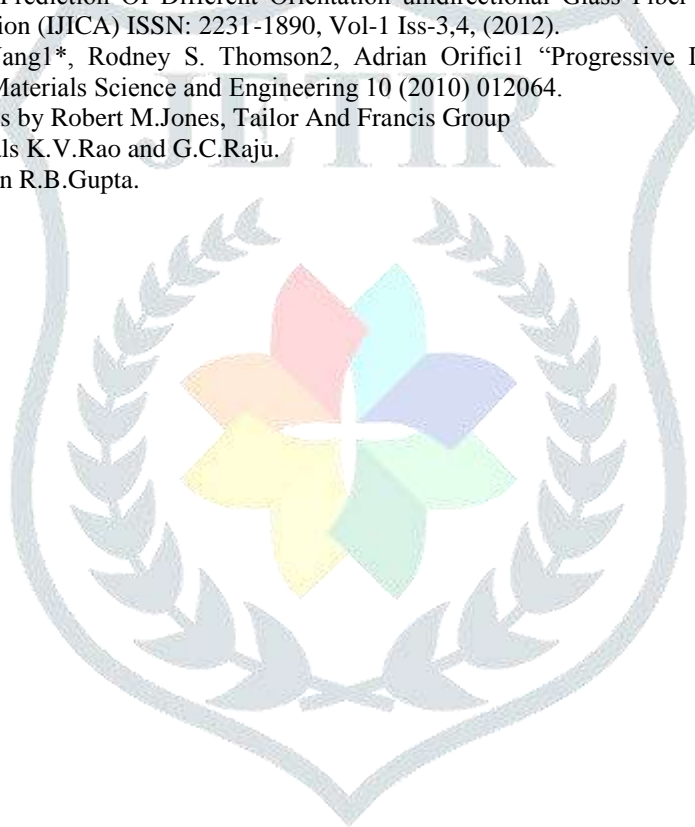 Prediction Of Different Orientation unidirectional Glass Fiber
ion (IJICA) ISSN: 2231-1890, Vol-1 Iss-3,4, (2012).
ang1*, Rodney S. Thomson2, Adrian Orifici1 “Progressive
Materials Science and Engineering 10 (2010) 012064.
s by Robert M.Jones, Tailor And Francis Group
ls K.V.Rao and G.C.Raju.
n R.B.Gupta.
JETIR